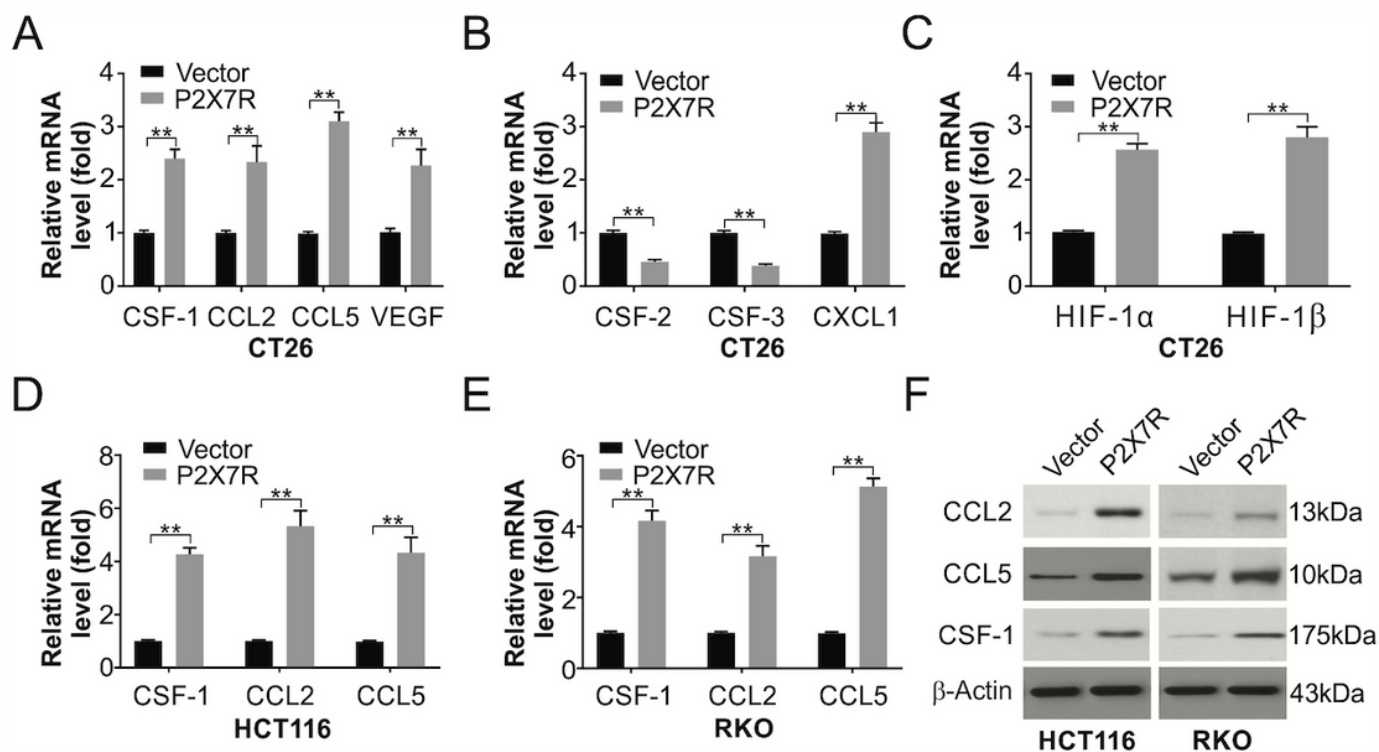 A
Vector
P2X7R
Relative mRNA
level (fold)
4
3
2
1
0
** ** ** **
CSF-1 CCL2 CCL5 VEGF
CT26
B
Vector
P2X7R
Relative mRNA
level (fold)
4
3
2
1
0
** ** **
CSF-2 CSF-3 CXCL1
CT26
C
Vector
P2X7R
Relative mRNA
level (fold)
4
3
2
1
0
** **
HIF-1α HIF-1β
CT26
D
Vector
P2X7R
Relative mRNA
level (fold)
8
6
4
2
0
** ** **
CSF-1 CCL2 CCL5
HCT116
E
Vector
P2X7R
Relative mRNA
level (fold)
6
4
2
0
** ** **
CSF-1 CCL2 CCL5
RKO
F
Vector P2X7R Vector P2X7R
CCL2 13kDa
CCL5 10kDa
CSF-1 175kDa
β-Actin 43kDa
HCT116 RKO